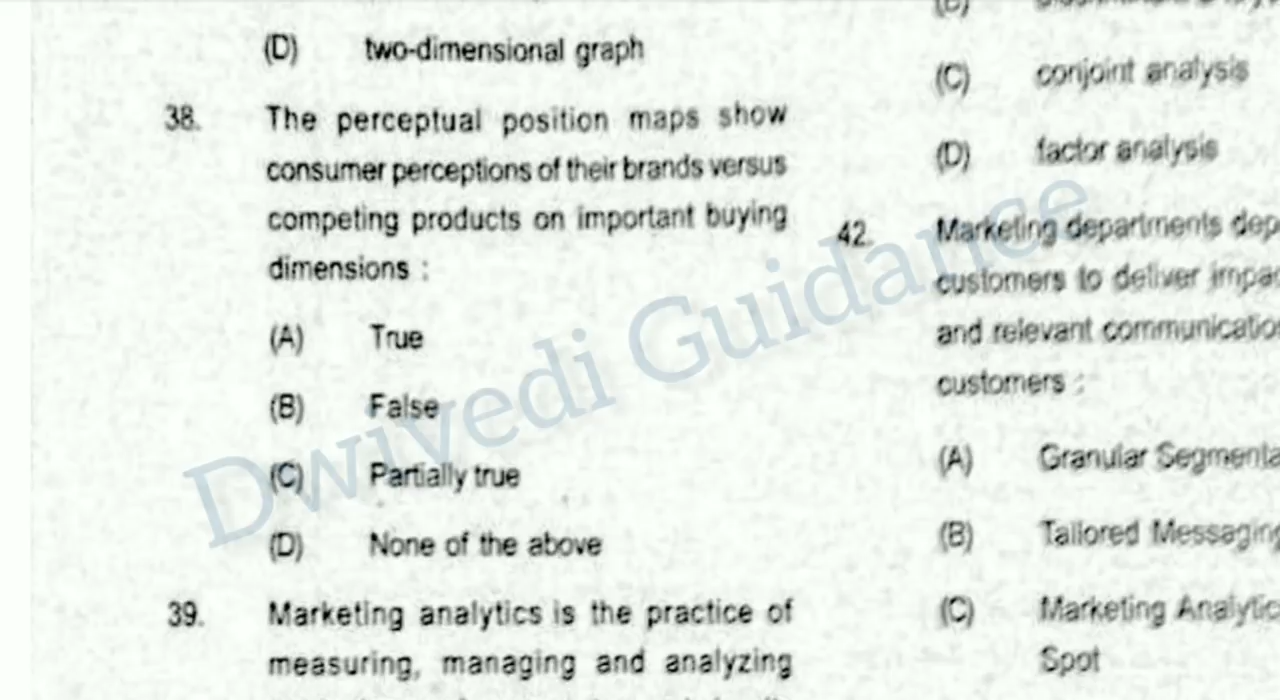 (D) two-dimensional graph
38. The perceptual position maps show
consumer perceptions of their brands versus
competing products on important buying
dimensions :
(A) True
(B) False
(C) Partially true
(D) None of the above
39. Marketing analytics is the practice of
measuring, managing and analyzing
(C) conjoint analysis
(D) factor analysis
42. Marketing departments
customers to deliver
and relevant
customers :
(A) Granular
(B) Tailored
(C) Marketing
Spot
Dwivedi Guidance